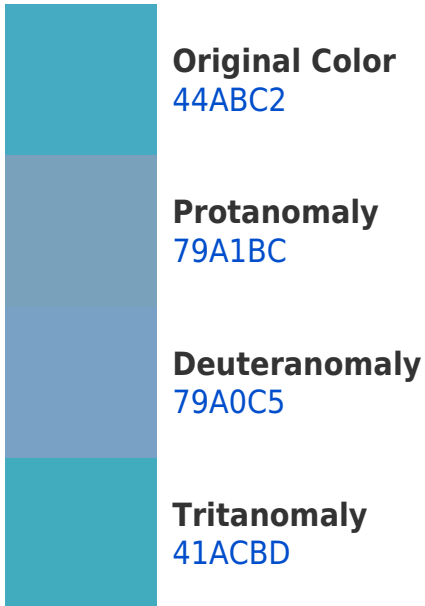 Original Color
44ABC2
Protanomaly
79A1BC
Deuteranomaly
79A0C5
Tritanomaly
41ACBD